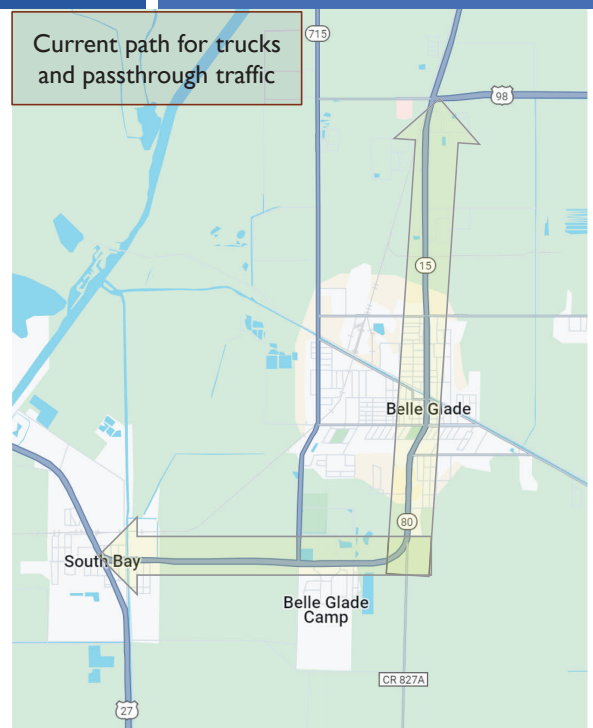 Current path for trucks
and passthrough traffic
715
98
15
Belle Glade
80
South Bay
Belle Glade
Camp
CR 827A
27